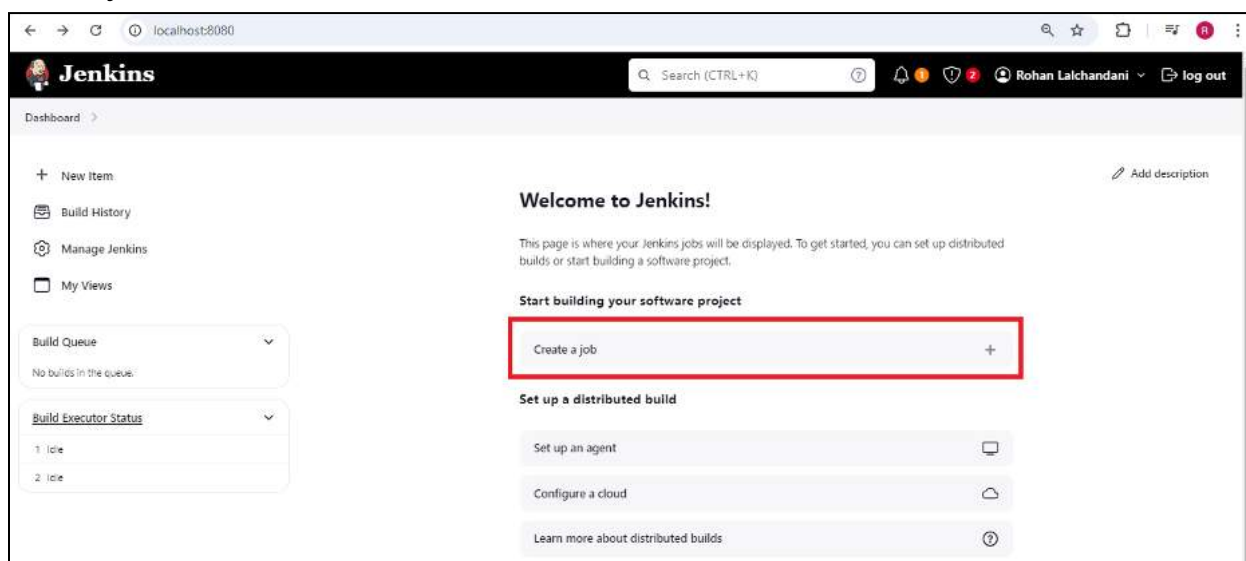 localhost:8080
R
Jenkins
Search (CTRL+K)
1
2
Rohan Lalchandani
log out
Dashboard
New Item
Add description
Build History
Manage Jenkins
My Views
Welcome to Jenkins!
This page is where your Jenkins jobs will be displayed. To get started, you can set up distributed
builds or start building a software project.
Start building your software project
Build Queue
No builds in the queue.
Create a job
Build Executor Status
1 Idle
2 Idle
Set up a distributed build
Set up an agent
Configure a cloud
Learn more about distributed builds